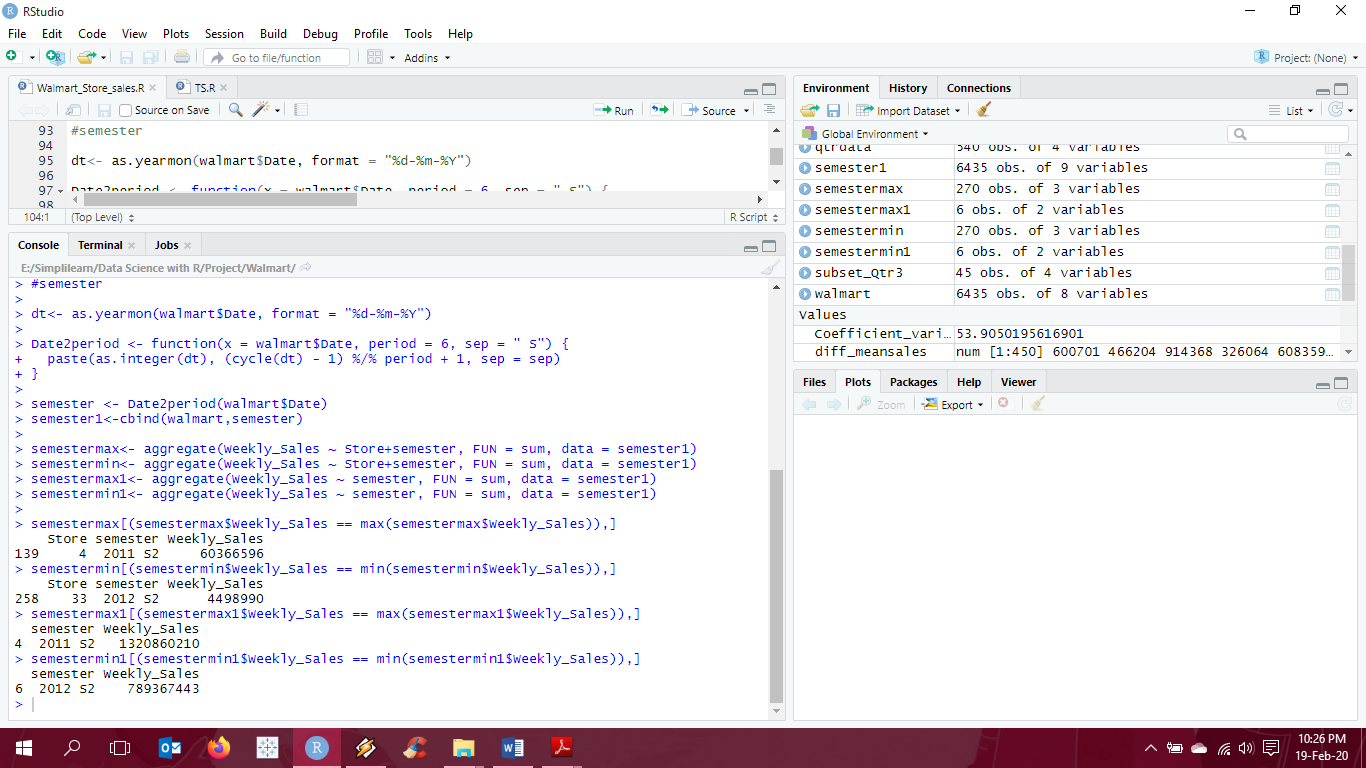 RStudio
File Edit Code View Plots Session Build Debug Profile Tools Help
Go to file/function Addins Project: (None)
Walmart_Store_sales.R TS.R
Source on Save Run Source
93 #semester
94
95 dt<- as.yearmon(walmart$Date, format = "%d-%m-%Y")
96
97 Date2period <- function(x = walmart$Date, period = 6, sep = " S") {
98
104:1 (Top Level) R Script
Console Terminal Jobs
E:/Simplilearn/Data Science with R/Project/Walmart/
> #semester
>
> dt<- as.yearmon(walmart$Date, format = "%d-%m-%Y")
>
> Date2period <- function(x = walmart$Date, period = 6, sep = " S") {
+   paste(as.integer(dt), (cycle(dt) - 1) %/% period + 1, sep = sep)
+ }
>
> semester <- Date2period(walmart$Date)
> semester1<-cbind(walmart,semester)
>
> semestermax<- aggregate(Weekly_Sales ~ Store+semester, FUN = sum, data = semester1)
> semestermin<- aggregate(Weekly_Sales ~ Store+semester, FUN = sum, data = semester1)
> semestermax1<- aggregate(Weekly_Sales ~ semester, FUN = sum, data = semester1)
> semestermin1<- aggregate(Weekly_Sales ~ semester, FUN = sum, data = semester1)
>
> semestermax[(semestermax$Weekly_Sales == max(semestermax$Weekly_Sales)),]
Store semester Weekly_Sales
139 4 2011 S2 60366596
> semestermin[(semestermin$Weekly_Sales == min(semestermin$Weekly_Sales)),]
Store semester Weekly_Sales
258 33 2012 S2 4498990
> semestermax1[(semestermax1$Weekly_Sales == max(semestermax1$Weekly_Sales)),]
semester Weekly_Sales
4 2011 S2 1320860210
> semestermin1[(semestermin1$Weekly_Sales == min(semestermin1$Weekly_Sales)),]
semester Weekly_Sales
6 2012 S2 789367443
>
Environment History Connections
Import Dataset List
Global Environment
qtrdata 540 obs. of 4 variables
semester1 6435 obs. of 9 variables
semestermax 270 obs. of 3 variables
semestermax1 6 obs. of 2 variables
semestermin 270 obs. of 3 variables
semestermin1 6 obs. of 2 variables
subset_Qtr3 45 obs. of 4 variables
walmart 6435 obs. of 8 variables
Values
Coefficient_vari... 53.9050195616901
diff_meansales num [1:450] 600701 466204 914368 326064 608359...
Files Plots Packages Help Viewer
Zoom Export
10:26 PM
19-Feb-20